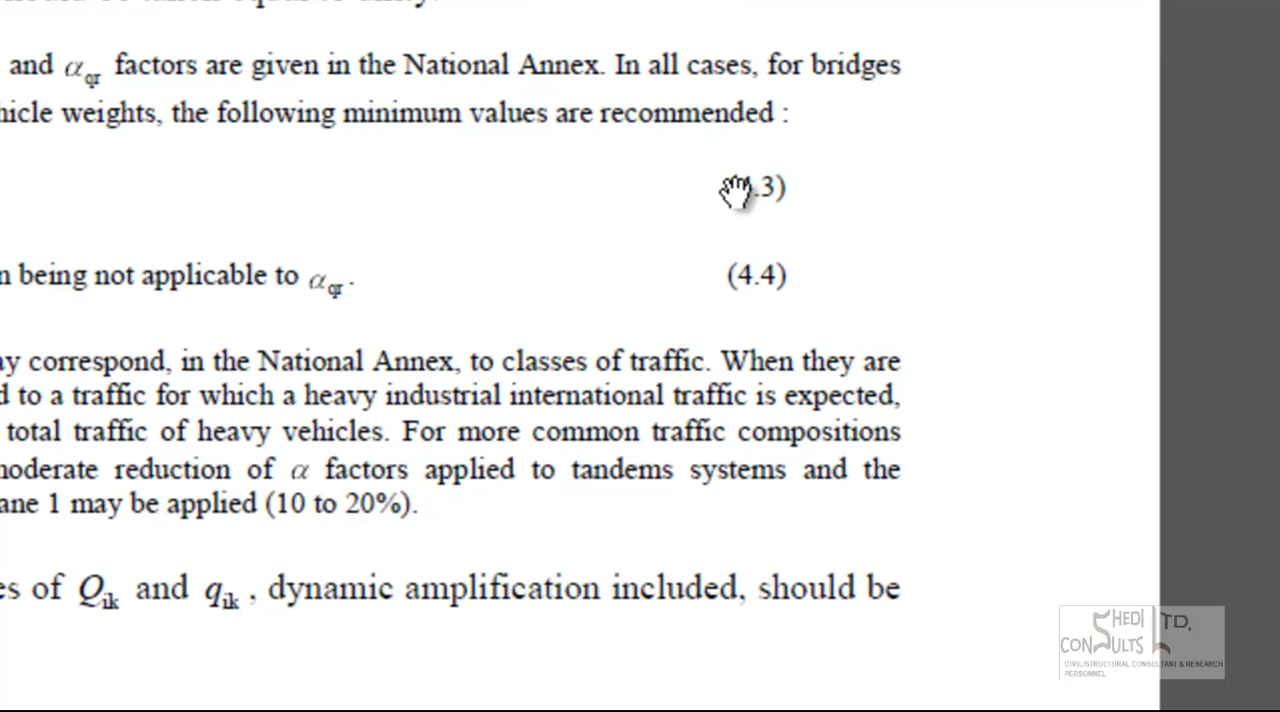 and αqr factors are given in the National Annex. In all cases, for bridges
hicle weights, the following minimum values are recommended :
.3)
n being not applicable to αqr.
(4.4)
ay correspond, in the National Annex, to classes of traffic. When they are
d to a traffic for which a heavy industrial international traffic is expected,
total traffic of heavy vehicles. For more common traffic compositions
moderate reduction of α factors applied to tandems systems and the
ane 1 may be applied (10 to 20%).
es of Qik and qik , dynamic amplification included, should be
SHEDI LTD.
CONSULTS
CIVIL/STRUCTURAL CONSULTANT & RESEARCH
PERSONNEL